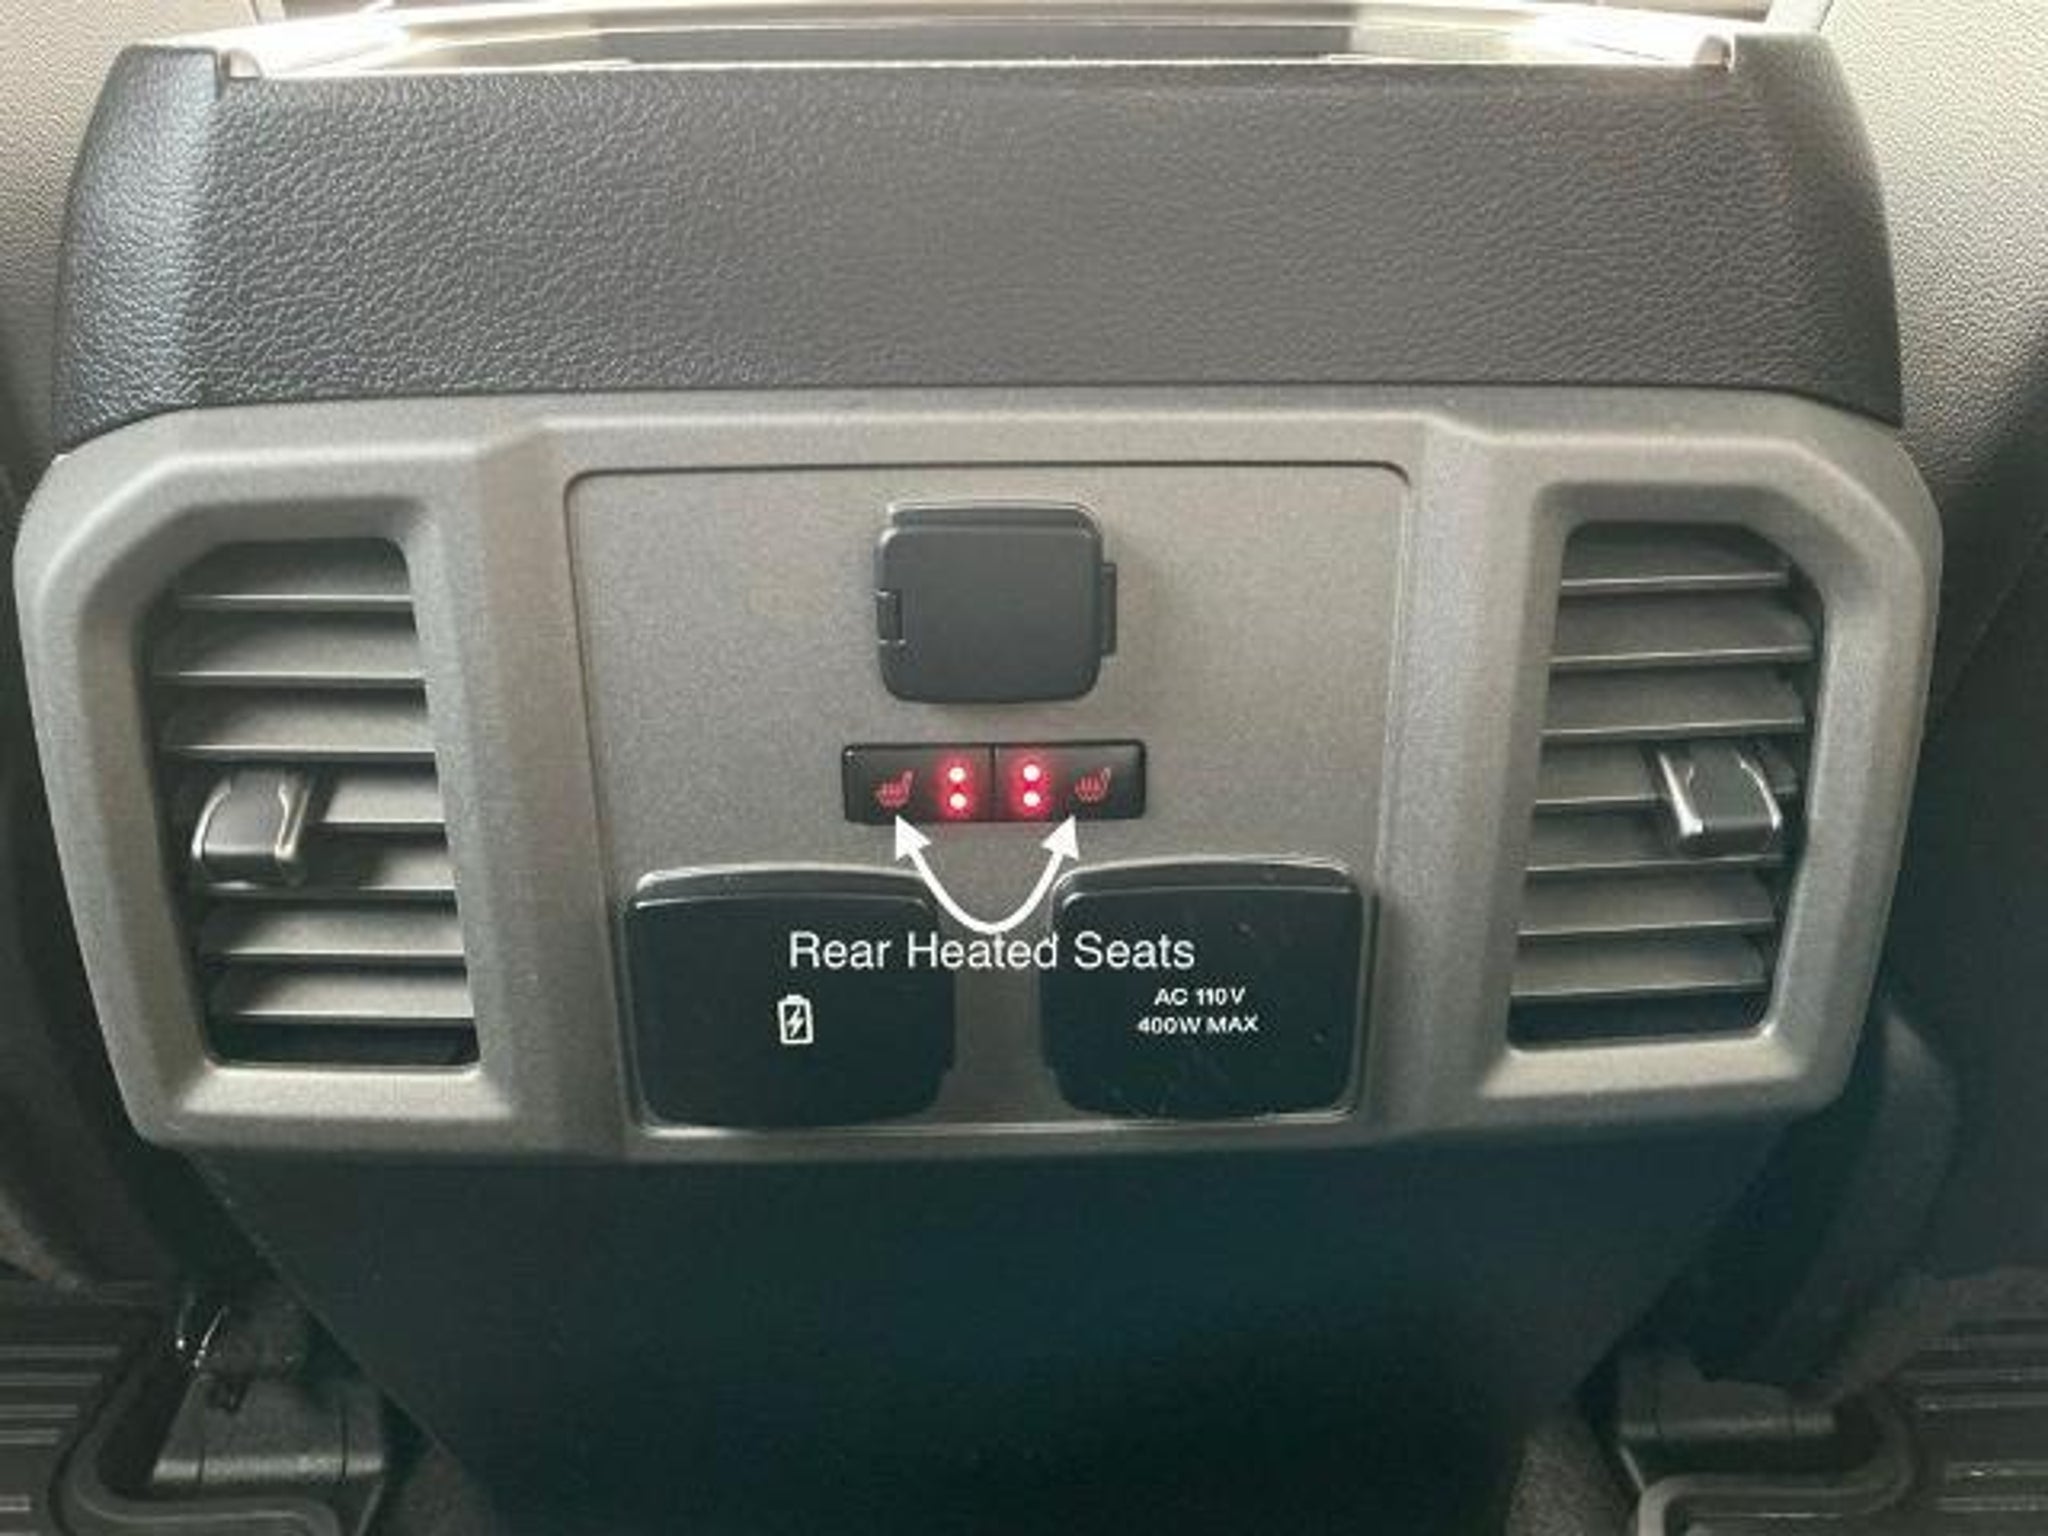 Rear Heated Seats
AC 110V
400W MAX